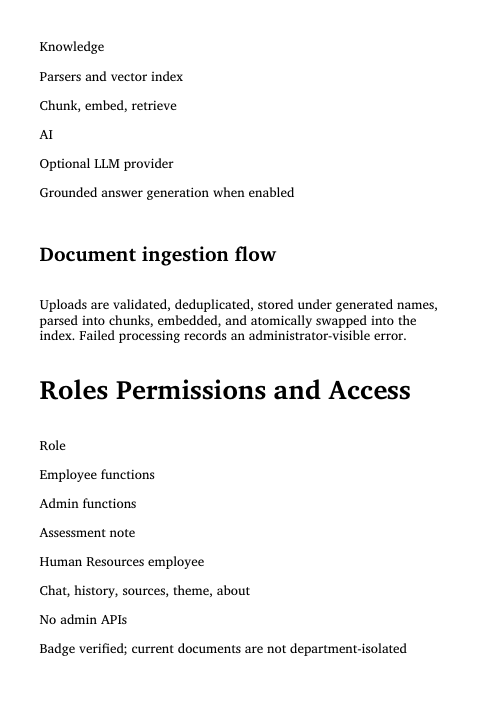 Knowledge
Parsers and vector index
Chunk, embed, retrieve
AI
Optional LLM provider
Grounded answer generation when enabled
Document ingestion flow
Uploads are validated, deduplicated, stored under generated names,
parsed into chunks, embedded, and atomically swapped into the
index. Failed processing records an administrator-visible error.
Roles Permissions and Access
Role
Employee functions
Admin functions
Assessment note
Human Resources employee
Chat, history, sources, theme, about
No admin APIs
Badge verified; current documents are not department-isolated